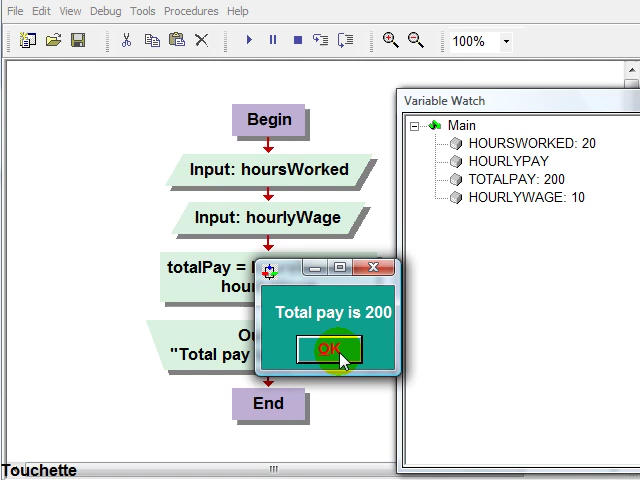 File Edit View Debug Tools Procedures Help
100%
Begin
Input: hoursWorked
Input: hourlyWage
totalPay =
"Total pay
End
Variable Watch
Main
HOURSWORKED: 20
HOURLYPAY
TOTALPAY: 200
HOURLYWAGE: 10
Total pay is 200
OK
Touchette